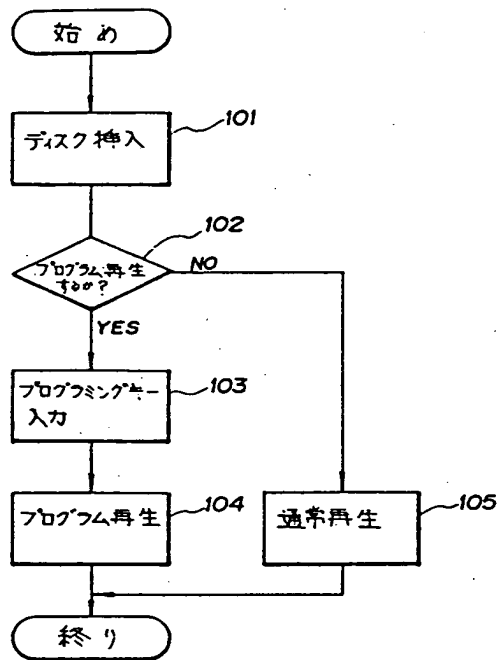 始め
ディスク挿入
101
プログラム再生
するか?
102
NO
YES
プログラミングキー
入力
103
プログラム再生
104
通常再生
105
終り